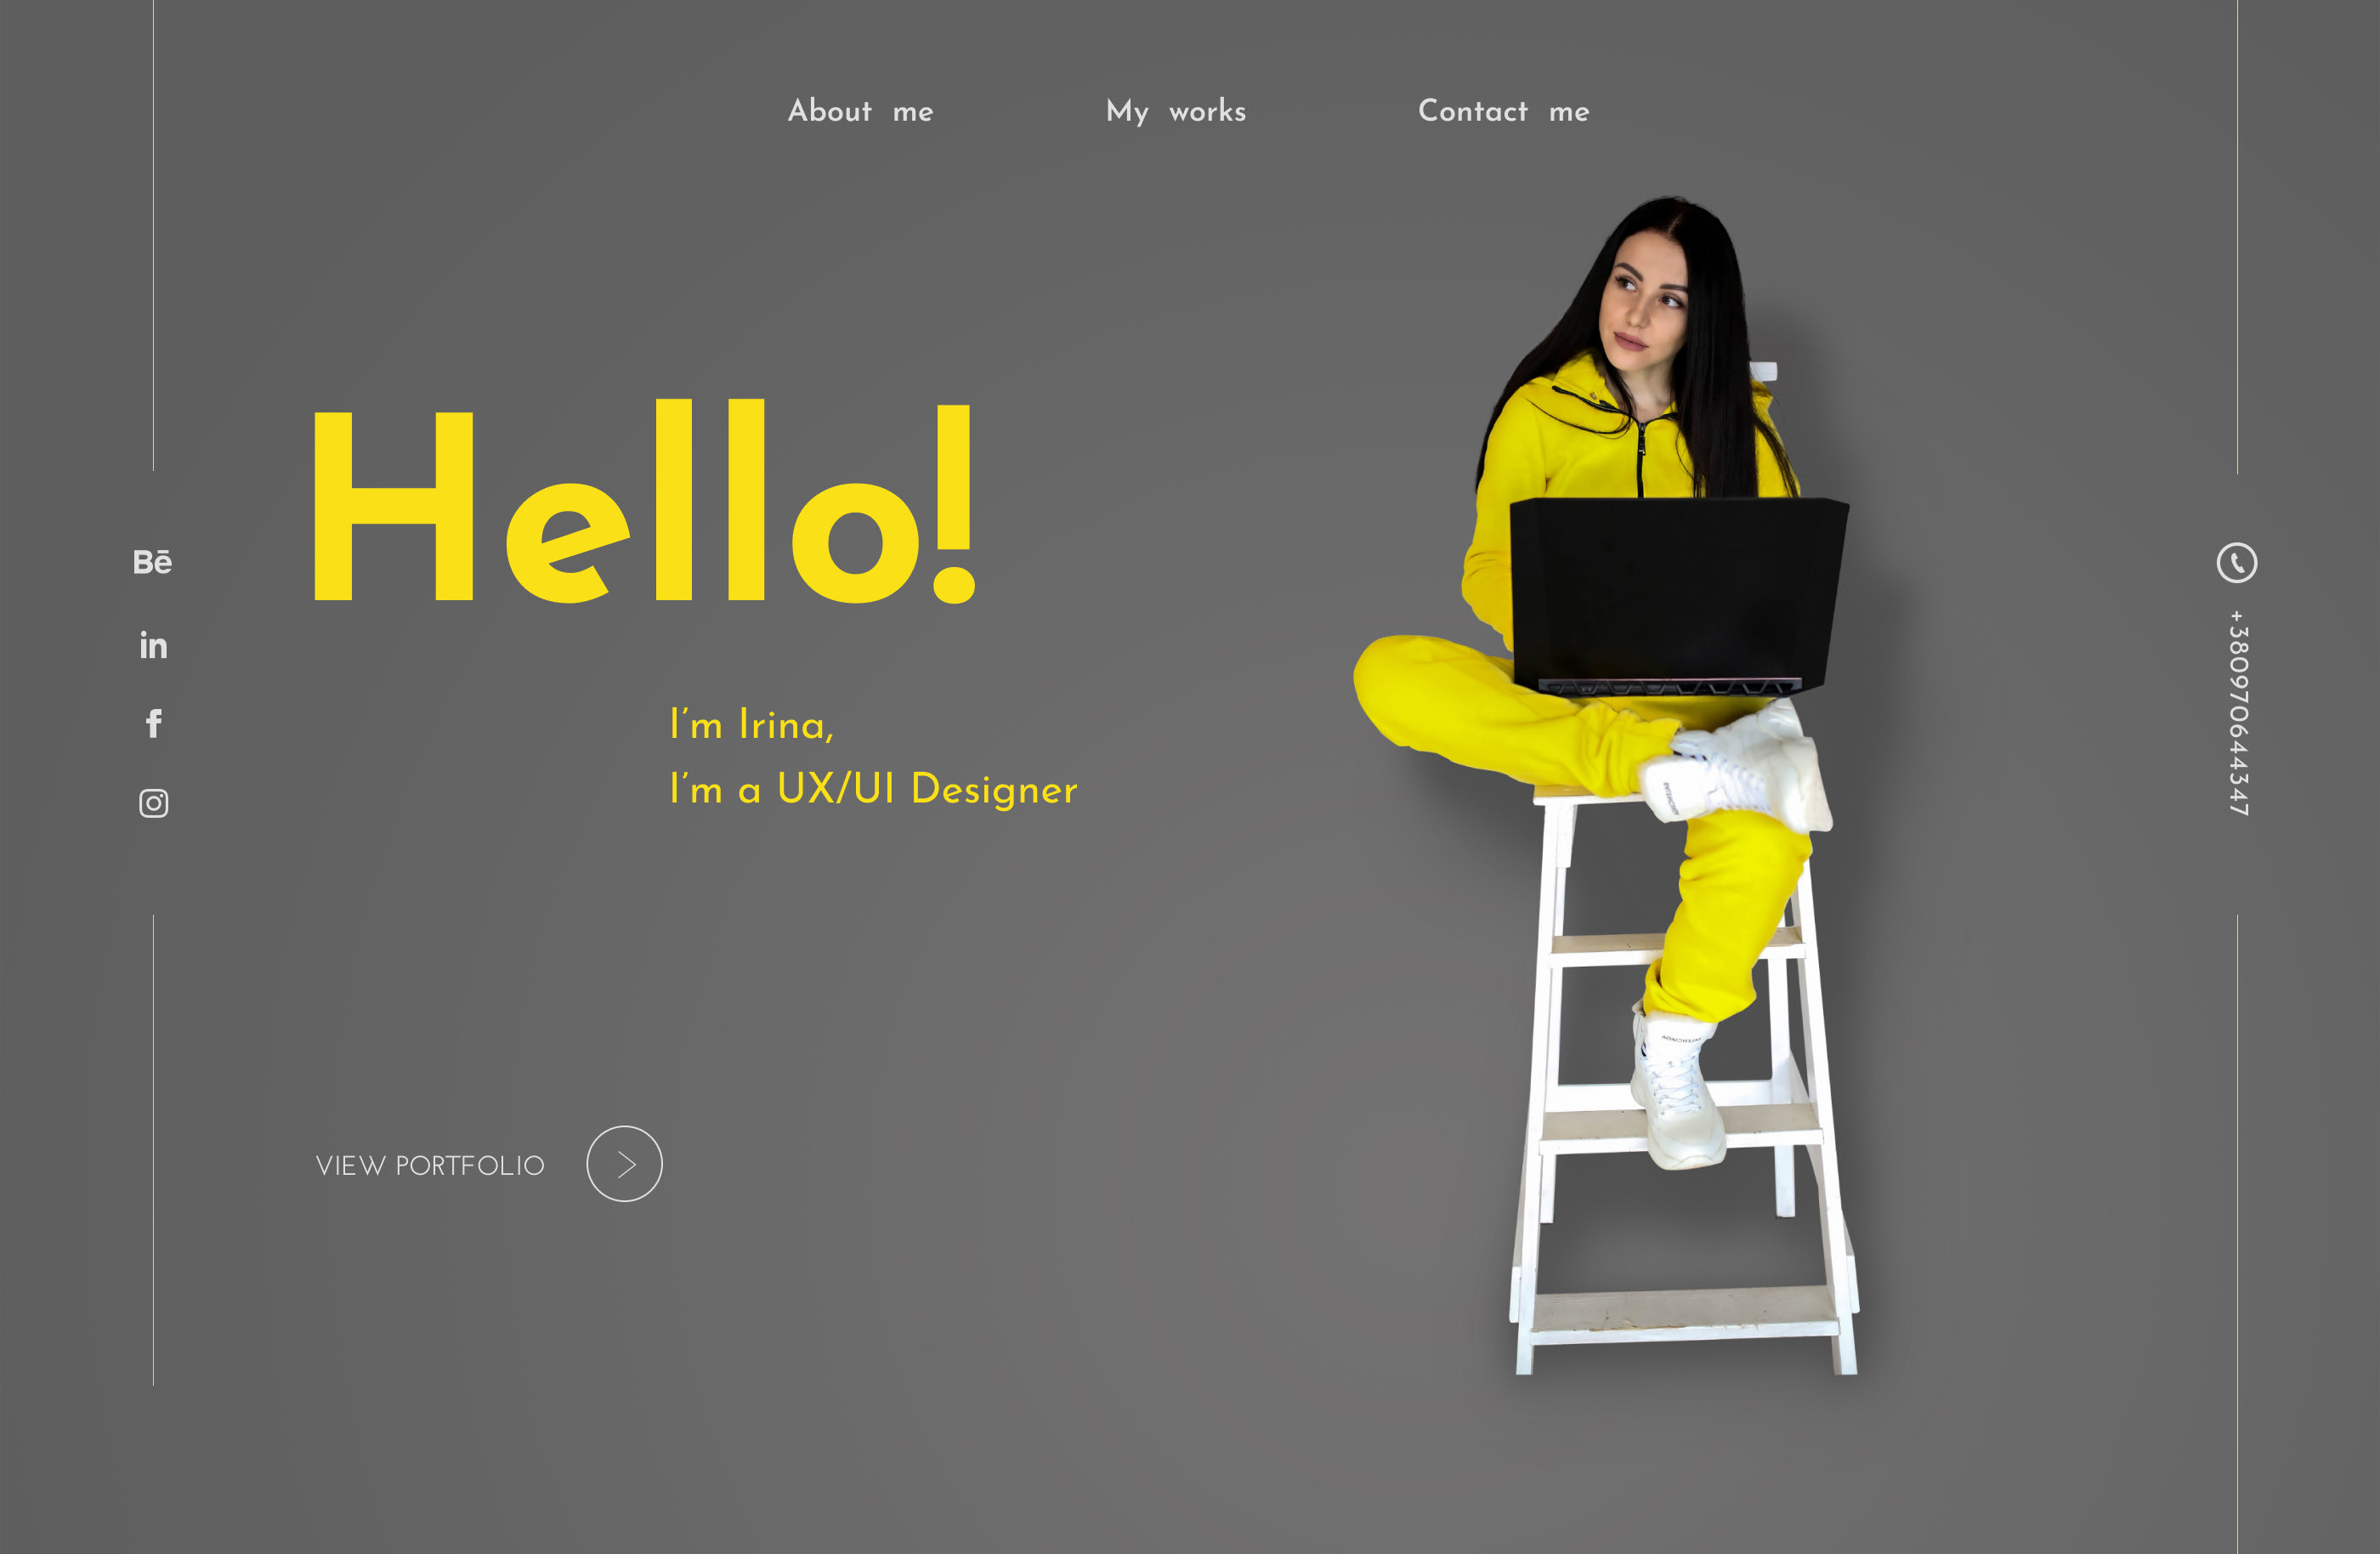 About me
My works
Contact me
Hello!
Bē
in
f
I'm Irina,
I'm a UX/UI Designer
+380970644347
VIEW PORTFOLIO